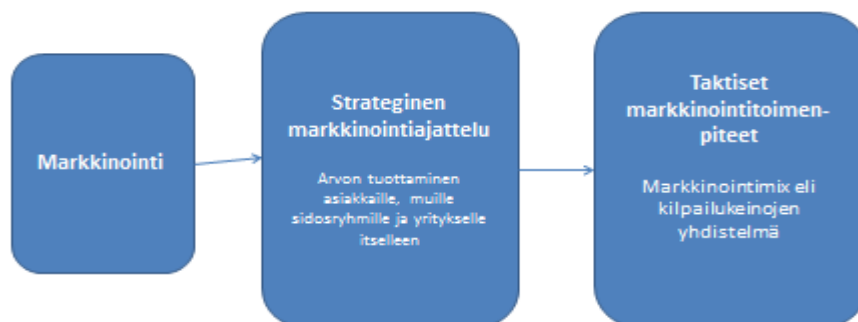 Markkinointi
Strateginen
markkinointiajattelu
Arvon tuottaminen
asiakkaille, muille
sidosryhmille ja yritykselle
itselleen
Taktiset
markkinointitoimen-
piteet
Markkinointimix eli
kilpailukeinojen
yhdistelmä